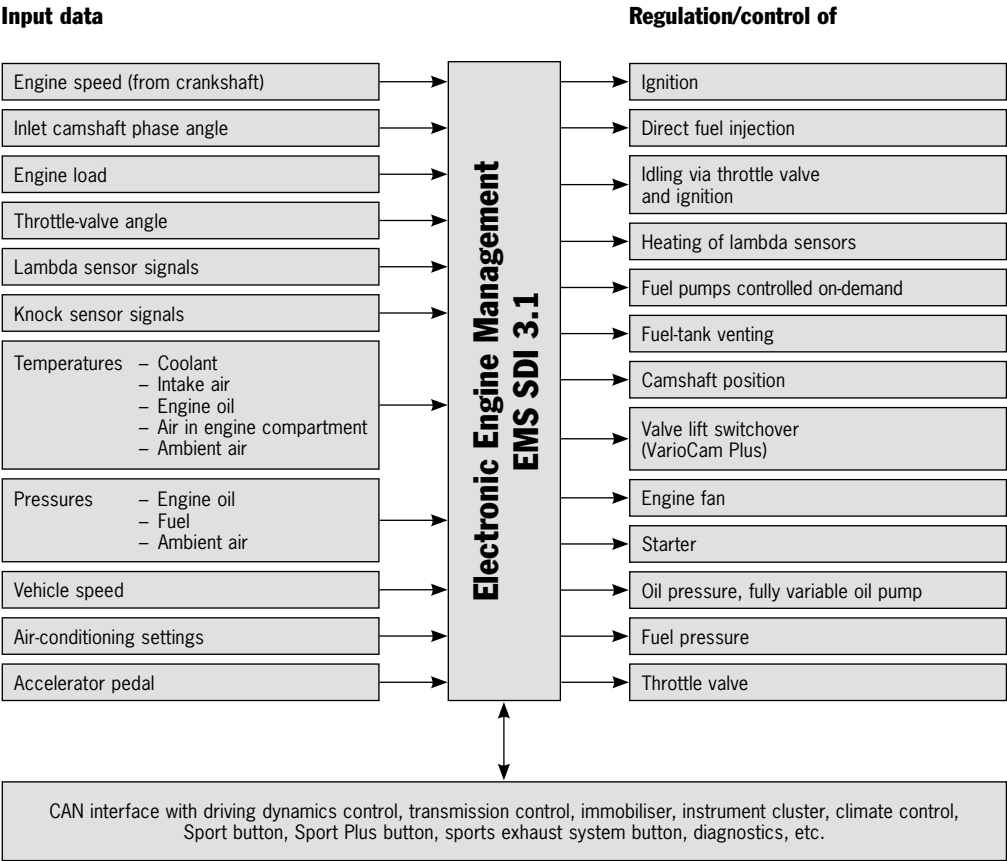 Input data
Engine speed (from crankshaft)
Inlet camshaft phase angle
Engine load
Throttle-valve angle
Lambda sensor signals
Knock sensor signals
Temperatures – Coolant
– Intake air
– Engine oil
– Air in engine compartment
– Ambient air
Pressures – Engine oil
– Fuel
– Ambient air
Vehicle speed
Air-conditioning settings
Accelerator pedal
Electronic Engine Management
EMS SDI 3.1
Regulation/control of
Ignition
Direct fuel injection
Idling via throttle valve
and ignition
Heating of lambda sensors
Fuel pumps controlled on-demand
Fuel-tank venting
Camshaft position
Valve lift switchover
(VarioCam Plus)
Engine fan
Starter
Oil pressure, fully variable oil pump
Fuel pressure
Throttle valve
CAN interface with driving dynamics control, transmission control, immobiliser, instrument cluster, climate control,
Sport button, Sport Plus button, sports exhaust system button, diagnostics, etc.